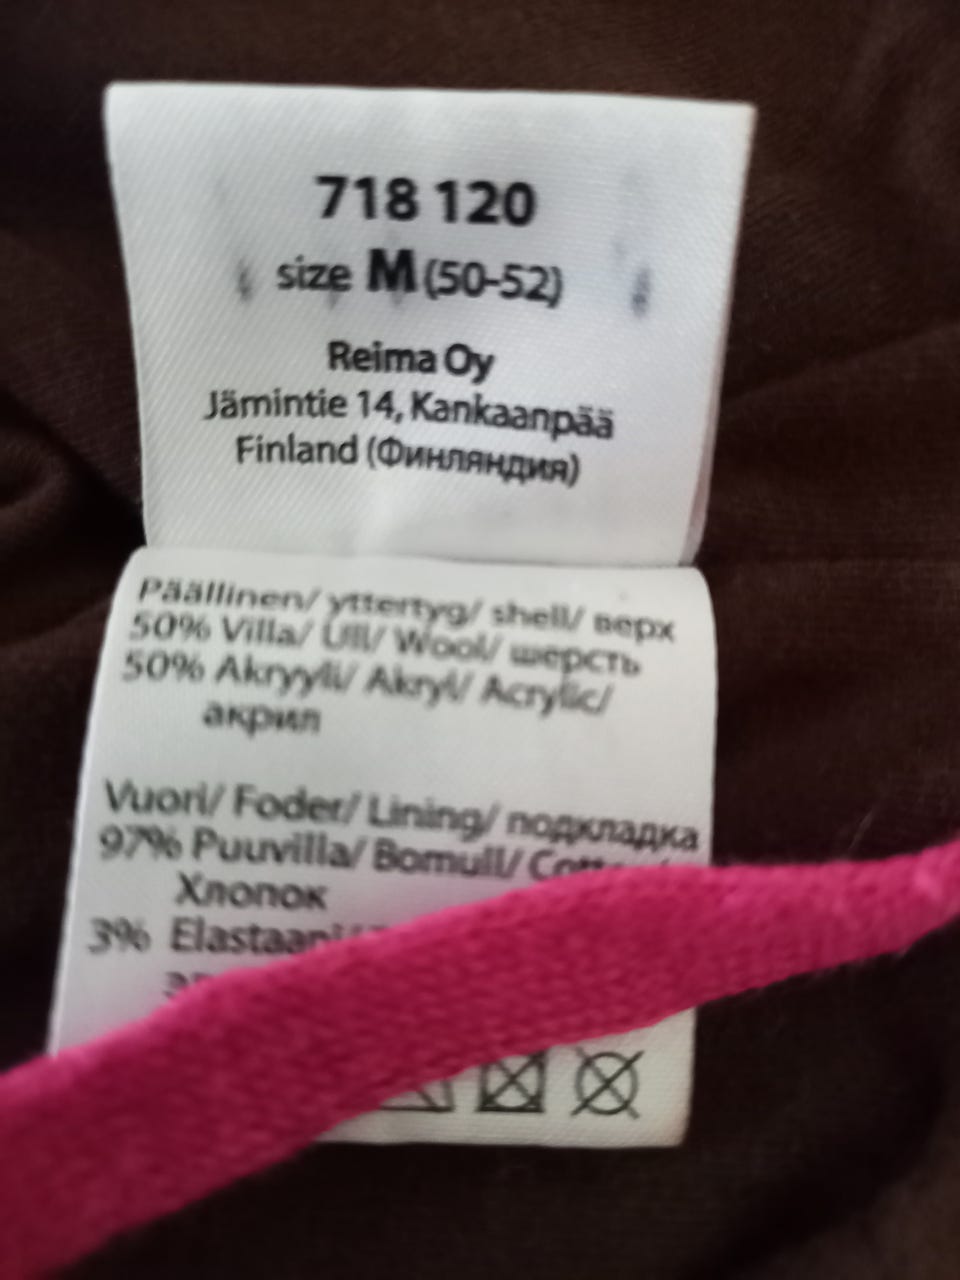 718 120
size M (50-52)
Reima Oy
Jämintie 14, Kankaanpää
Finland (Финляндия)
Päällinen/ yttertyg/ shell/ верх
50% Villa/ Ull/ Wool/ шерсть
50% Akryyli/ Akryl/ Acrylic/
акрил
Vuori/ Foder/ Lining/ подкладка
97% Puuvilla/ Bomull/
Хлопок
3% Elastaani/